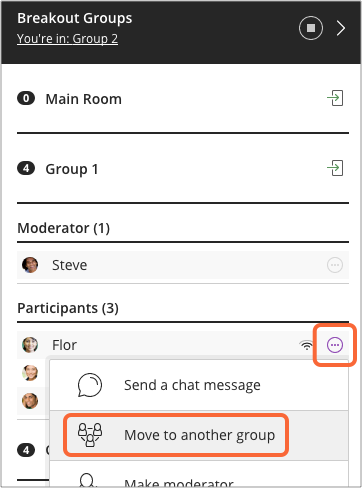 Breakout Groups
You're in: Group 2
0 Main Room
4 Group 1
Moderator (1)
Steve
Participants (3)
Flor
Send a chat message
4
Move to another group
Make moderator